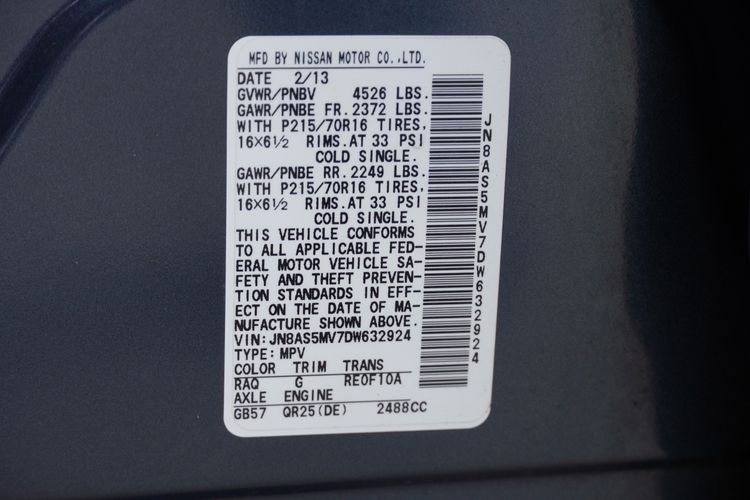 MFD BY NISSAN MOTOR CO.,LTD.
DATE 2/13
GVWR/PNBV 4526 LBS.
GAWR/PNBE FR. 2372 LBS.
WITH P215/70R16 TIRES,
16×6½ RIMS. AT 33 PSI
COLD SINGLE.
GAWR/PNBE RR. 2249 LBS.
WITH P215/70R16 TIRES,
16×6½ RIMS. AT 33 PSI
COLD SINGLE.
THIS VEHICLE CONFORMS
TO ALL APPLICABLE FED-
ERAL MOTOR VEHICLE SA-
FETY AND THEFT PREVEN-
TION STANDARDS IN EFF-
ECT ON THE DATE OF MA-
NUFACTURE SHOWN ABOVE.
VIN:JN8AS5MV7DW632924
TYPE:MPV
COLOR TRIM TRANS
RAQ G RE0F10A
AXLE ENGINE
GB57 QR25(DE) 2488CC
JN8AS5MV7DW632924